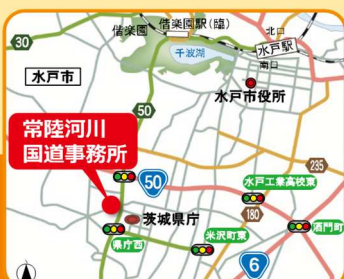 偕楽園
偕楽園駅(臨)
北口
水戸駅
南口
30
千波湖
水戸市
50
水戸市役所
常陸河川
国道事務所
235
水戸工業高校東
50
180
茨城県庁
酒門町
県庁西
米沢町東
6